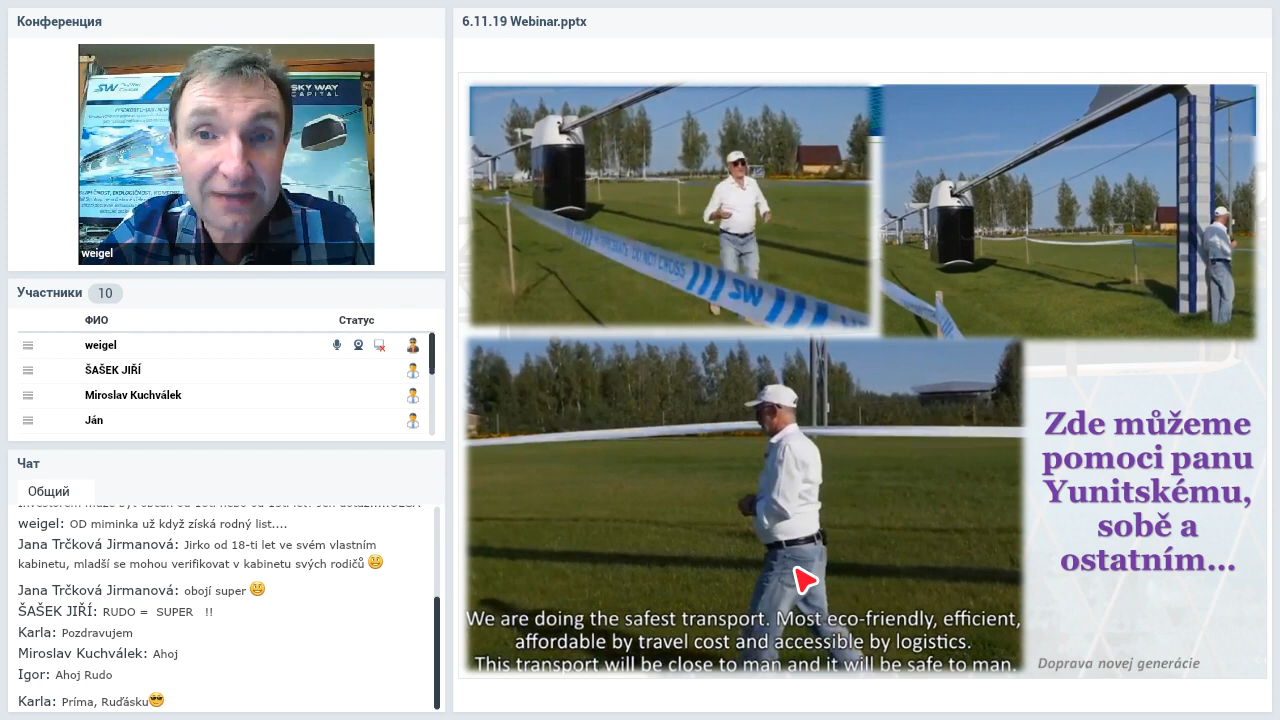 Конференция
SW
SKY WAY
CAPITAL
weigel
Участники 10
ФИО Статус
weigel
ŠAŠEK JIŘÍ
Miroslav Kuchválek
Ján
Чат
Общий
weigel: OD miminka už když získá rodný list....
Jana Trčková Jirmanová: Jirko od 18-ti let ve svém vlastním
kabinetu, mladší se mohou verifikovat v kabinetu svých rodičů
Jana Trčková Jirmanová: obojí super
ŠAŠEK JIŘÍ: RUDO = SUPER !!
Karla: Pozdravujem
Miroslav Kuchválek: Ahoj
Igor: Ahoj Rudo
Karla: Príma, Ruďásku
6.11.19 Webinar.pptx
DO NOT CROSS
SW
Zde můžeme
pomoci panu
Yunitskému,
sobě a
ostatním...
We are doing the safest transport. Most eco-friendly, efficient,
affordable by travel cost and accessible by logistics.
This transport will be close to man and it will be safe to man.
Doprava novej generácie